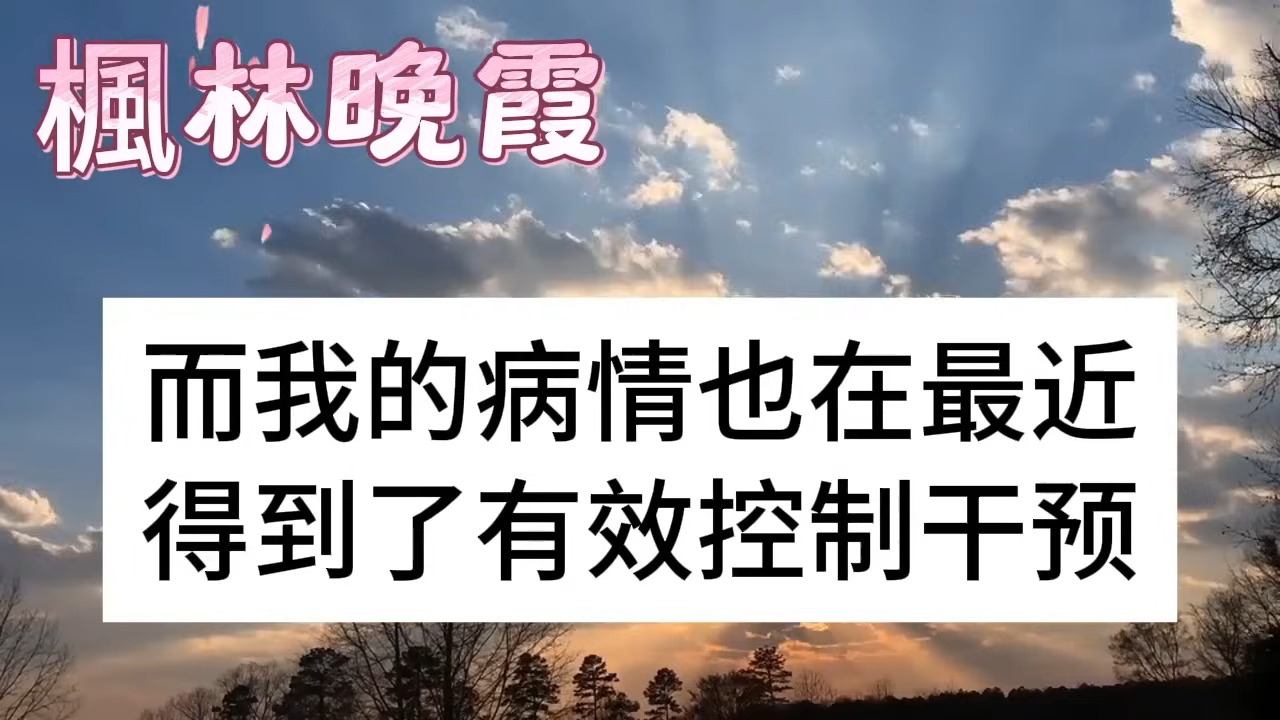 楓林晚霞
而我的病情也在最近
得到了有效控制干预